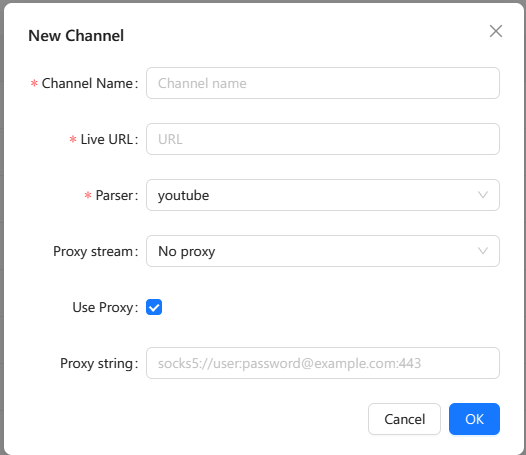 New Channel
* Channel Name: Channel name
* Live URL: URL
* Parser: youtube
Proxy stream: No proxy
Use Proxy:
Proxy string: socks5://user:password@example.com:443
Cancel OK